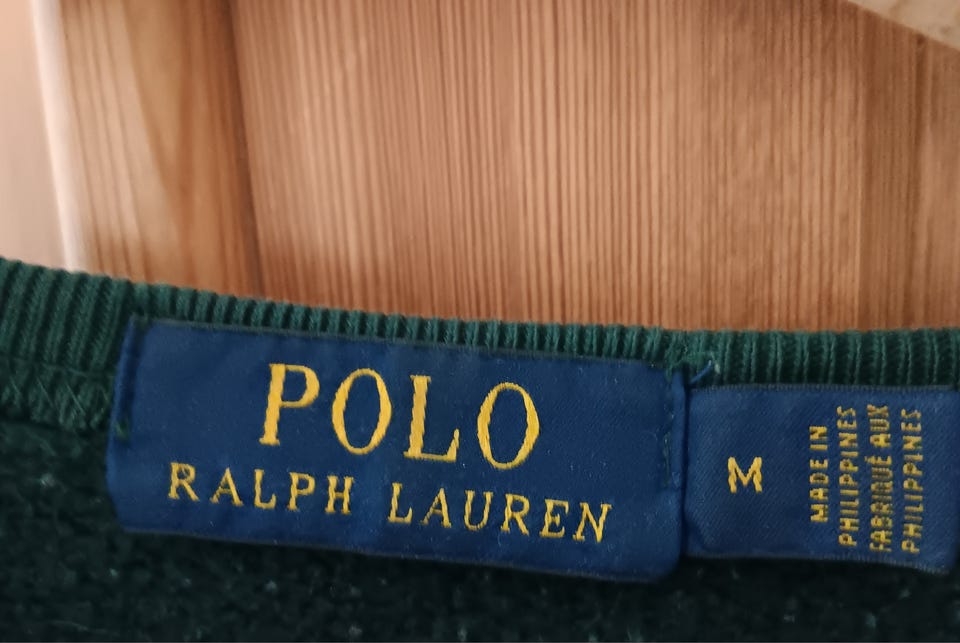 POLO
RALPH LAUREN
M
MADE IN
PHILIPPINES
FABRIQUÉ AUX
PHILIPPINES